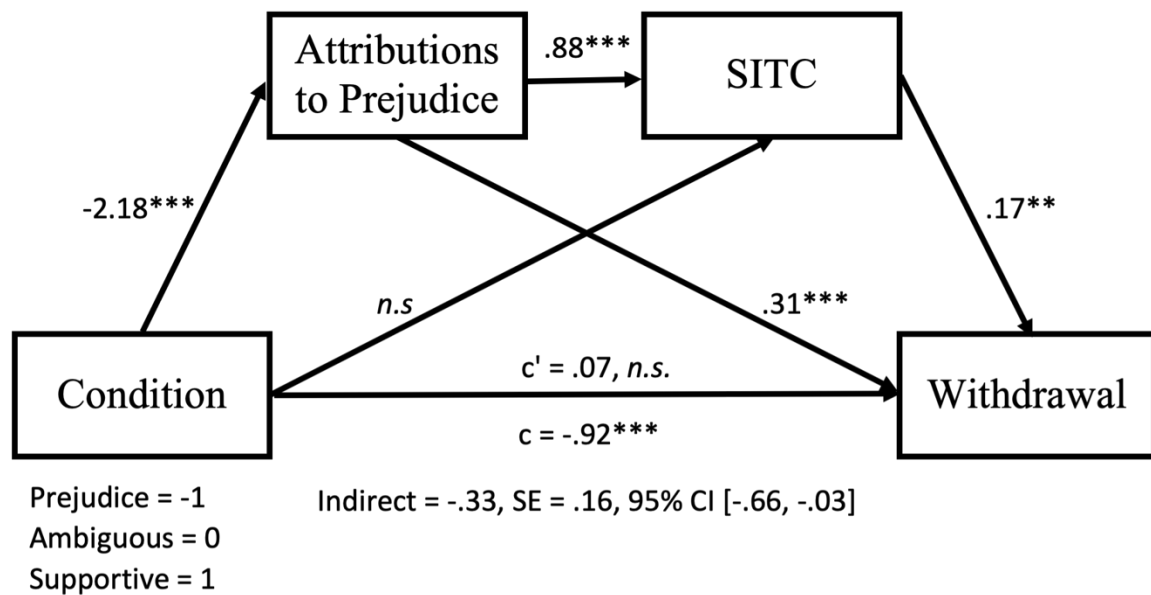 Attributions
to Prejudice
.88***
SITC
-2.18***
.17**
n.s
.31***
c' = .07, n.s.
Condition
Withdrawal
c = -.92***
Prejudice = -1
Ambiguous = 0
Supportive = 1
Indirect = -.33, SE = .16, 95% CI [-.66, -.03]